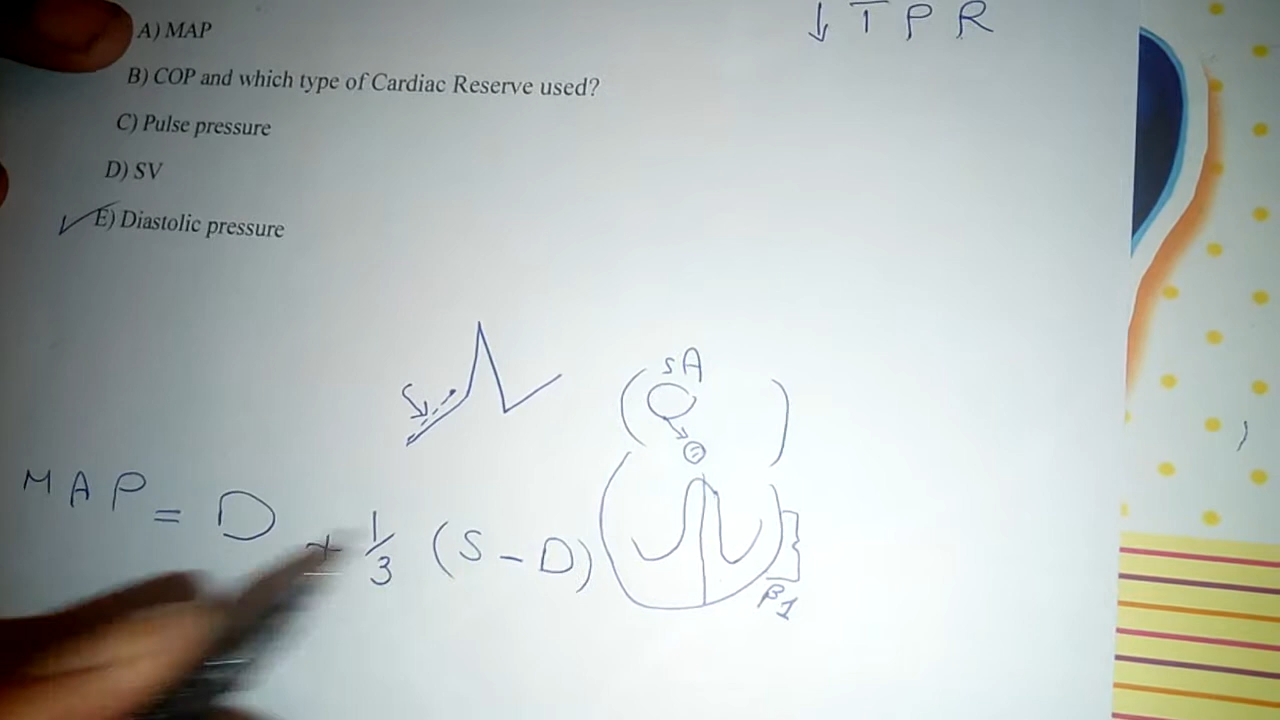 ↓ T P R
A) MAP
B) COP and which type of Cardiac Reserve used?
C) Pulse pressure
D) SV
E) Diastolic pressure
SA
MAP = D + 1/3 (S - D)
β1